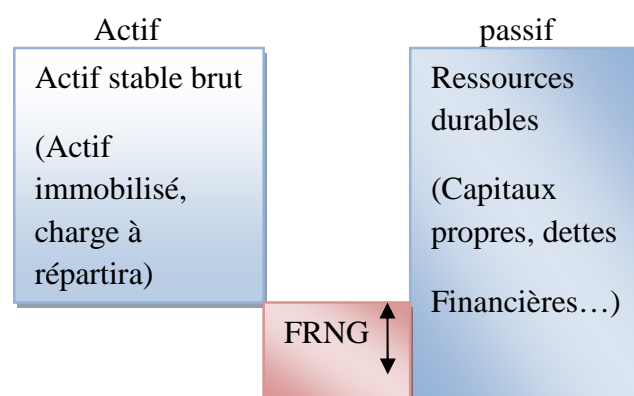 Actif
Actif stable brut
(Actif
immobilisé,
charge à
répartira)
passif
Ressources
durables
(Capitaux
propres, dettes
Financières…)
FRNG